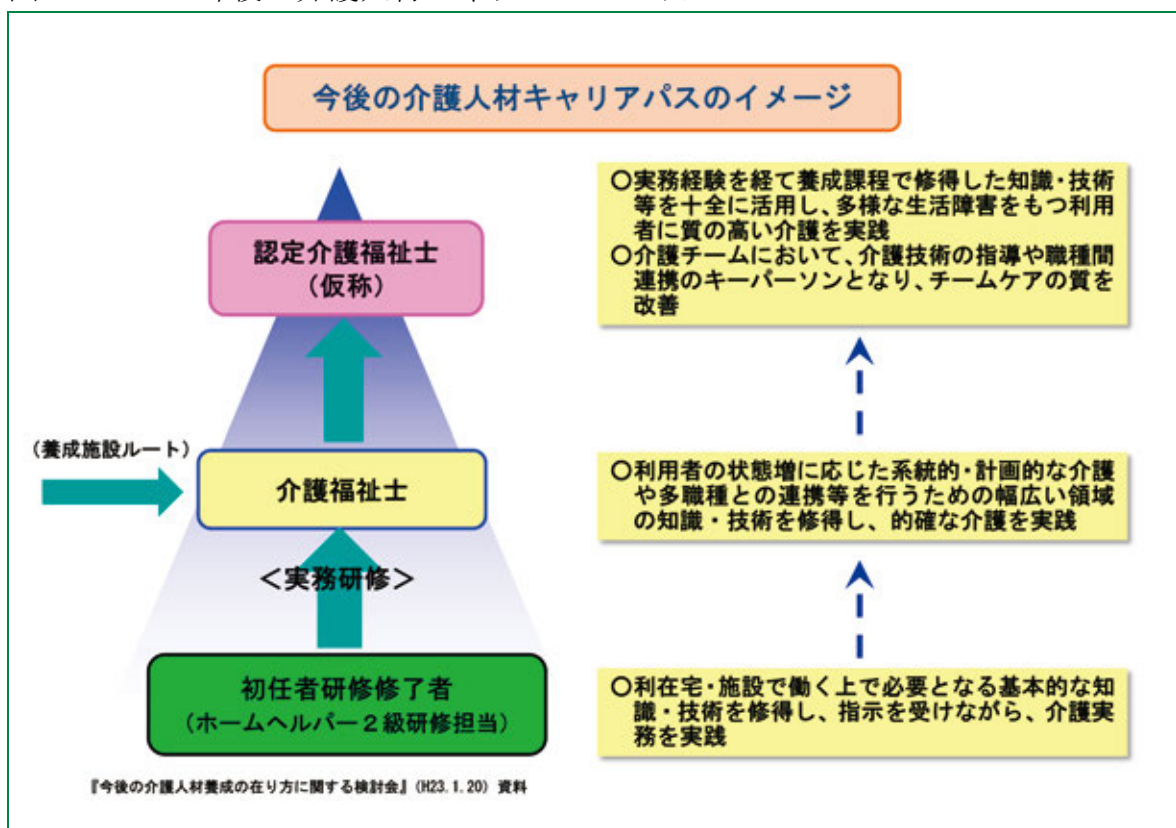 今後の介護人材キャリアパスのイメージ
認定介護福祉士
(仮称)
(養成施設ルート)
介護福祉士
<実務研修>
初任者研修修了者
(ホームヘルパー2級研修担当)
○実務経験を経て養成課程で修得した知識・技術
等を十全に活用し、多様な生活障害をもつ利用
者に質の高い介護を実践
○介護チームにおいて、介護技術の指導や職種間
連携のキーパーソンとなり、チームケアの質を
改善
○利用者の状態増に応じた系統的・計画的な介護
や多職種との連携等を行うための幅広い領域
の知識・技術を修得し、的確な介護を実践
○利在宅・施設で働く上で必要となる基本的な知
識・技術を修得し、指示を受けながら、介護実
務を実践
『今後の介護人材養成の在り方に関する検討会』(H23.1.20) 資料